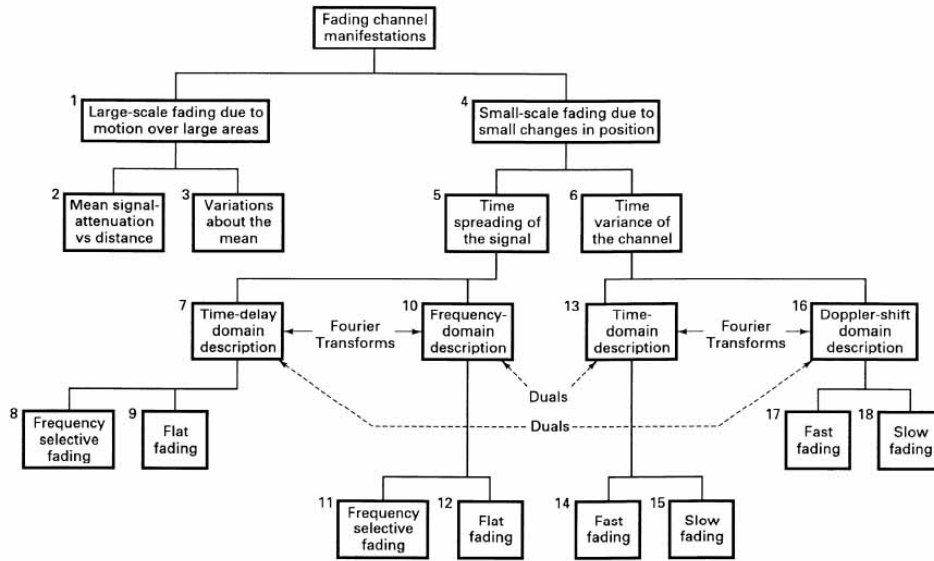 Fading channel
manifestations
1
Large-scale fading due to
motion over large areas
4
Small-scale fading due to
small changes in position
2
Mean signal-
attenuation
vs distance
3
Variations
about the
mean
5
Time
spreading of
the signal
6
Time
variance of
the channel
7
Time-delay
domain
description
Fourier
Transforms
10
Frequency-
domain
description
13
Time-
domain
description
Fourier
Transforms
16
Doppler-shift
domain
description
Duals
Duals
8
Frequency
selective
fading
9
Flat
fading
17
Fast
fading
18
Slow
fading
11
Frequency
selective
fading
12
Flat
fading
14
Fast
fading
15
Slow
fading